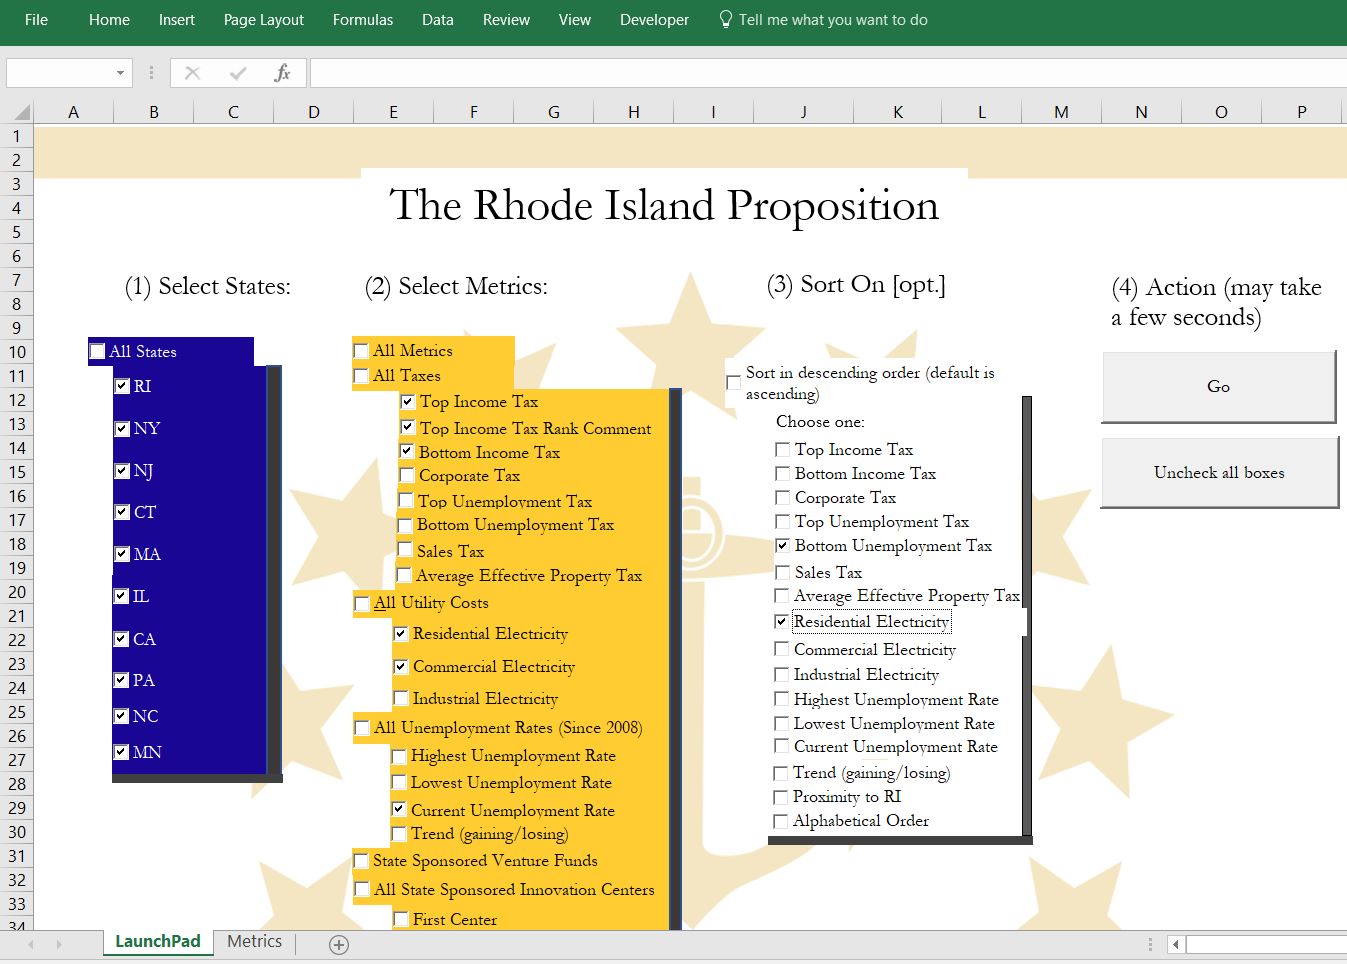 File Home Insert Page Layout Formulas Data Review View Developer Tell me what you want to do
fx
A B C D E F G H I J K L M N O P
1
2
3
4
5
6
7
8
9
10
11
12
13
14
15
16
17
18
19
20
21
22
23
24
25
26
27
28
29
30
31
32
33
34
The Rhode Island Proposition
(1) Select States:
All States
RI
NY
NJ
CT
MA
IL
CA
PA
NC
MN
(2) Select Metrics:
All Metrics
All Taxes
Top Income Tax
Top Income Tax Rank Comment
Bottom Income Tax
Corporate Tax
Top Unemployment Tax
Bottom Unemployment Tax
Sales Tax
Average Effective Property Tax
All Utility Costs
Residential Electricity
Commercial Electricity
Industrial Electricity
All Unemployment Rates (Since 2008)
Highest Unemployment Rate
Lowest Unemployment Rate
Current Unemployment Rate
Trend (gaining/losing)
State Sponsored Venture Funds
All State Sponsored Innovation Centers
First Center
(3) Sort On [opt.]
Sort in descending order (default is
ascending)
Choose one:
Top Income Tax
Bottom Income Tax
Corporate Tax
Top Unemployment Tax
Bottom Unemployment Tax
Sales Tax
Average Effective Property Tax
Residential Electricity
Commercial Electricity
Industrial Electricity
Highest Unemployment Rate
Lowest Unemployment Rate
Current Unemployment Rate
Trend (gaining/losing)
Proximity to RI
Alphabetical Order
(4) Action (may take
a few seconds)
Go
Uncheck all boxes
LaunchPad Metrics